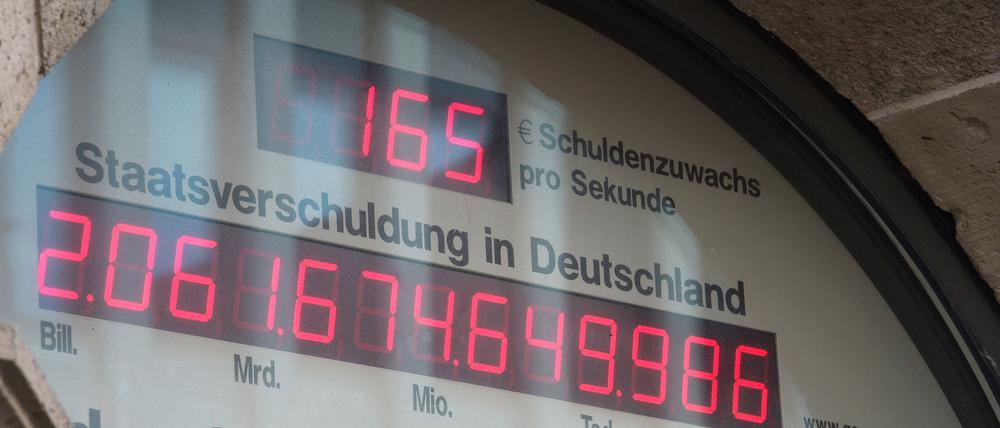 165
€ Schuldenzuwachs
pro Sekunde
Staatsverschuldung in Deutschland
2.061.674.649.986
Bill.
Mrd.
Mio.